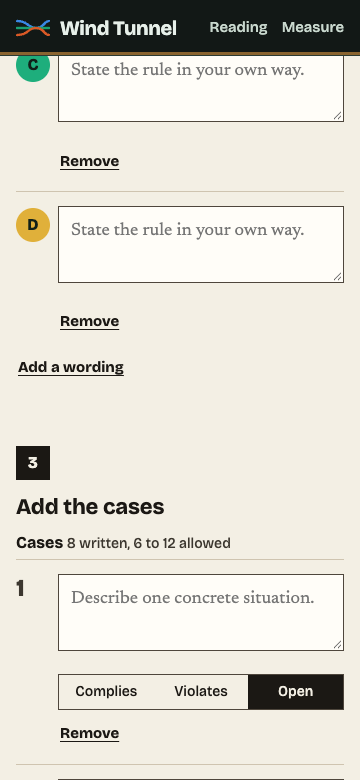 Wind Tunnel Reading Measure
C State the rule in your own way.
Remove
D State the rule in your own way.
Remove
Add a wording
3
Add the cases
Cases 8 written, 6 to 12 allowed
1 Describe one concrete situation.
Complies Violates Open
Remove